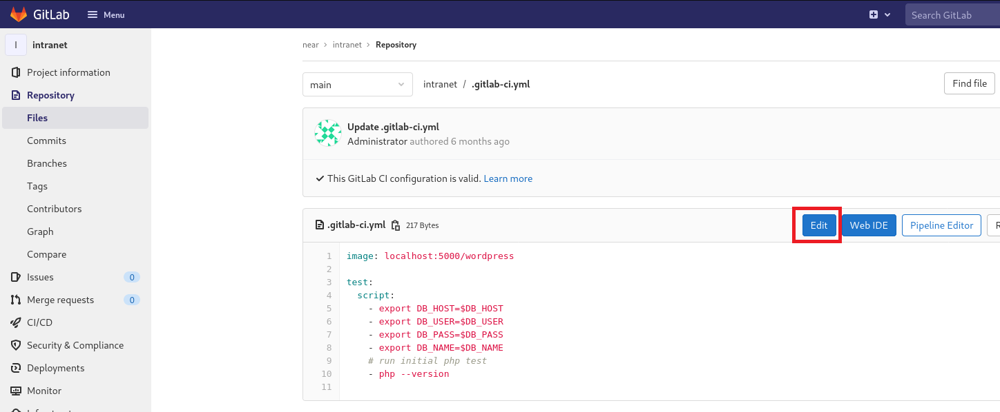 GitLab
Menu
Search GitLab
I
intranet
Project information
Repository
Files
Commits
Branches
Tags
Contributors
Graph
Compare
Issues 0
Merge requests 0
CI/CD
Security & Compliance
Deployments
Monitor
near > intranet > Repository
main
intranet / .gitlab-ci.yml
Find file
Update .gitlab-ci.yml
Administrator authored 6 months ago
This GitLab CI configuration is valid. Learn more
.gitlab-ci.yml 217 Bytes
Edit
Web IDE
Pipeline Editor
R
1 image: localhost:5000/wordpress
2
3 test:
4 script:
5 - export DB_HOST=$DB_HOST
6 - export DB_USER=$DB_USER
7 - export DB_PASS=$DB_PASS
8 - export DB_NAME=$DB_NAME
9 # run initial php test
10 - php --version
11